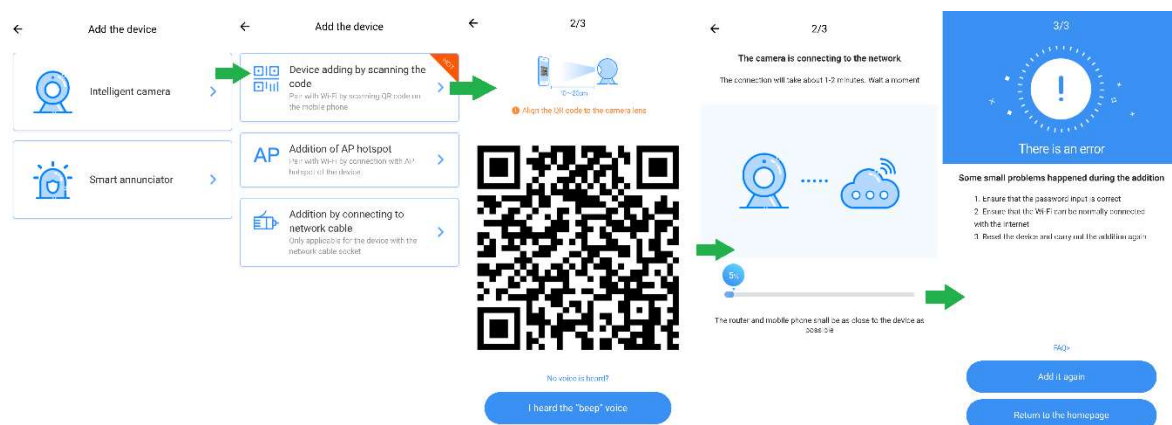 Add the device
Intelligent camera
Smart annunciator
Add the device
HOT
Device adding by scanning the
code
Pair with Wi-Fi by scanning QR code on
the mobile phone
AP
Addition of AP hotspot
Pair with Wi-Fi by connection with AP
hotspot of the device
Addition by connecting to
network cable
Only applicable for the device with the
network cable socket
2/3
10~20cm
Align the QR code to the camera lens
No voice is heard?
I heard the "beep" voice
2/3
The camera is connecting to the network
The connection will take about 1-2 minutes. Wait a moment
5%
The router and mobile phone shall be as close to the device as
possible
3/3
There is an error
Some small problems happened during the addition
1. Ensure that the password input is correct
2. Ensure that the Wi-Fi can be normally connected
with the internet
3. Reset the device and carry out the addition again
FAQ>
Add it again
Return to the homepage